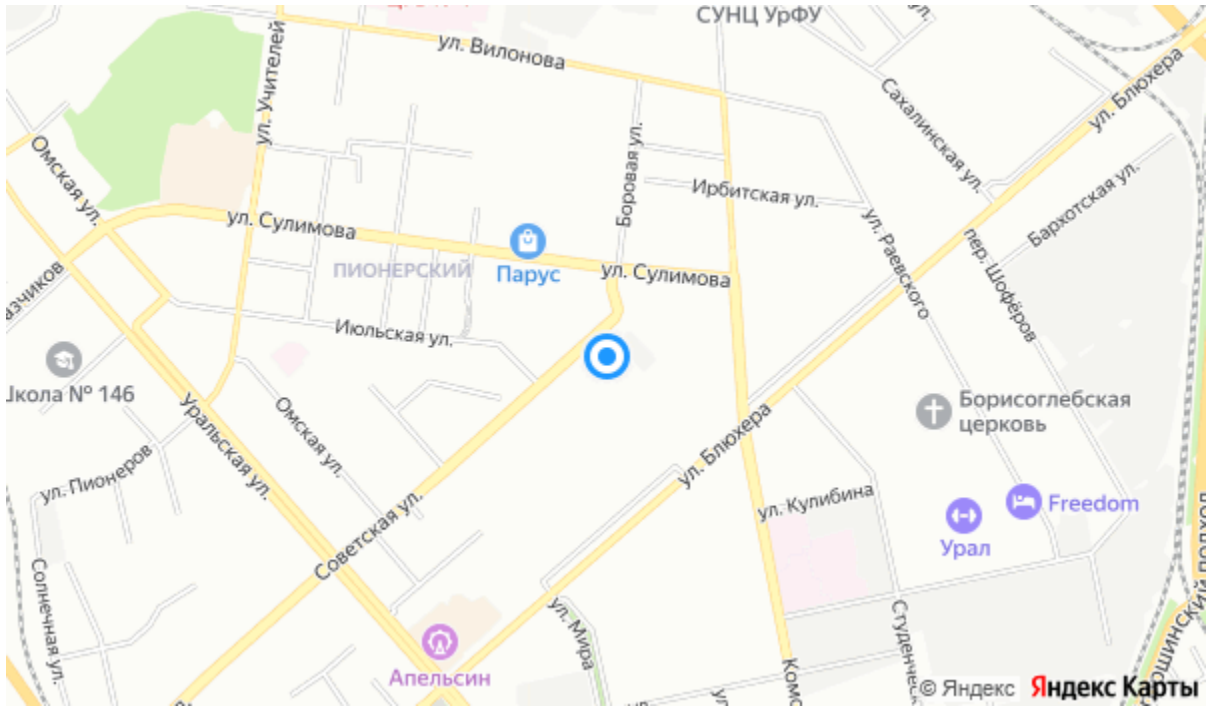 СУНЦ УрФУ
ул. Вилонова
ул. Учителей
ул. Блюхера
Сахалинская ул.
Боровая ул.
Омская ул.
Ирбитская ул.
Бархотская ул.
ул. Сулимова
ул. Раевского
пер. Шофёров
ПИОНЕРСКИЙ
Парус
ул. Сулимова
Июльская ул.
Школа № 146
Борисоглебская
церковь
Уральская ул.
Омская ул.
ул. Блюхера
ул. Пионеров
ул. Кулибина
Freedom
Урал
Советская ул.
Солнечная ул.
ул. Мира
Апельсин
© Яндекс Яндекс Карты